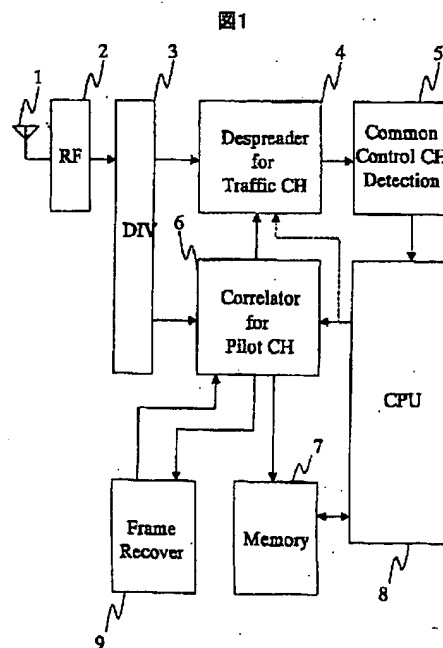 図1
1
2
3
4
5
RF
DIV
Despreader
for
Traffic CH
Common
Control CH
Detection
6
Correlator
for
Pilot CH
CPU
7
Frame
Recover
Memory
8
9